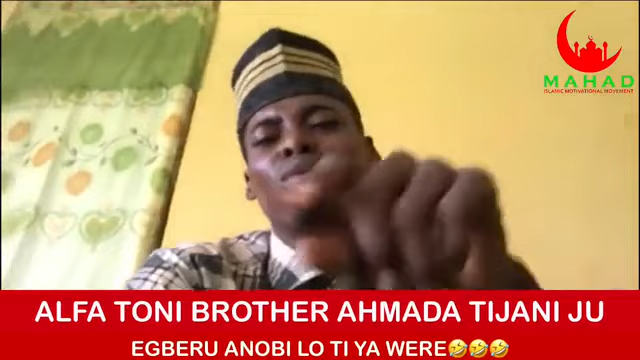 MAHAD
ISLAMIC MOTIVATIONAL MOVEMENT
ALFA TONI BROTHER AHMADA TIJANI JU
EGBERU ANOBI LO TI YA WERE🤣🤣🤣